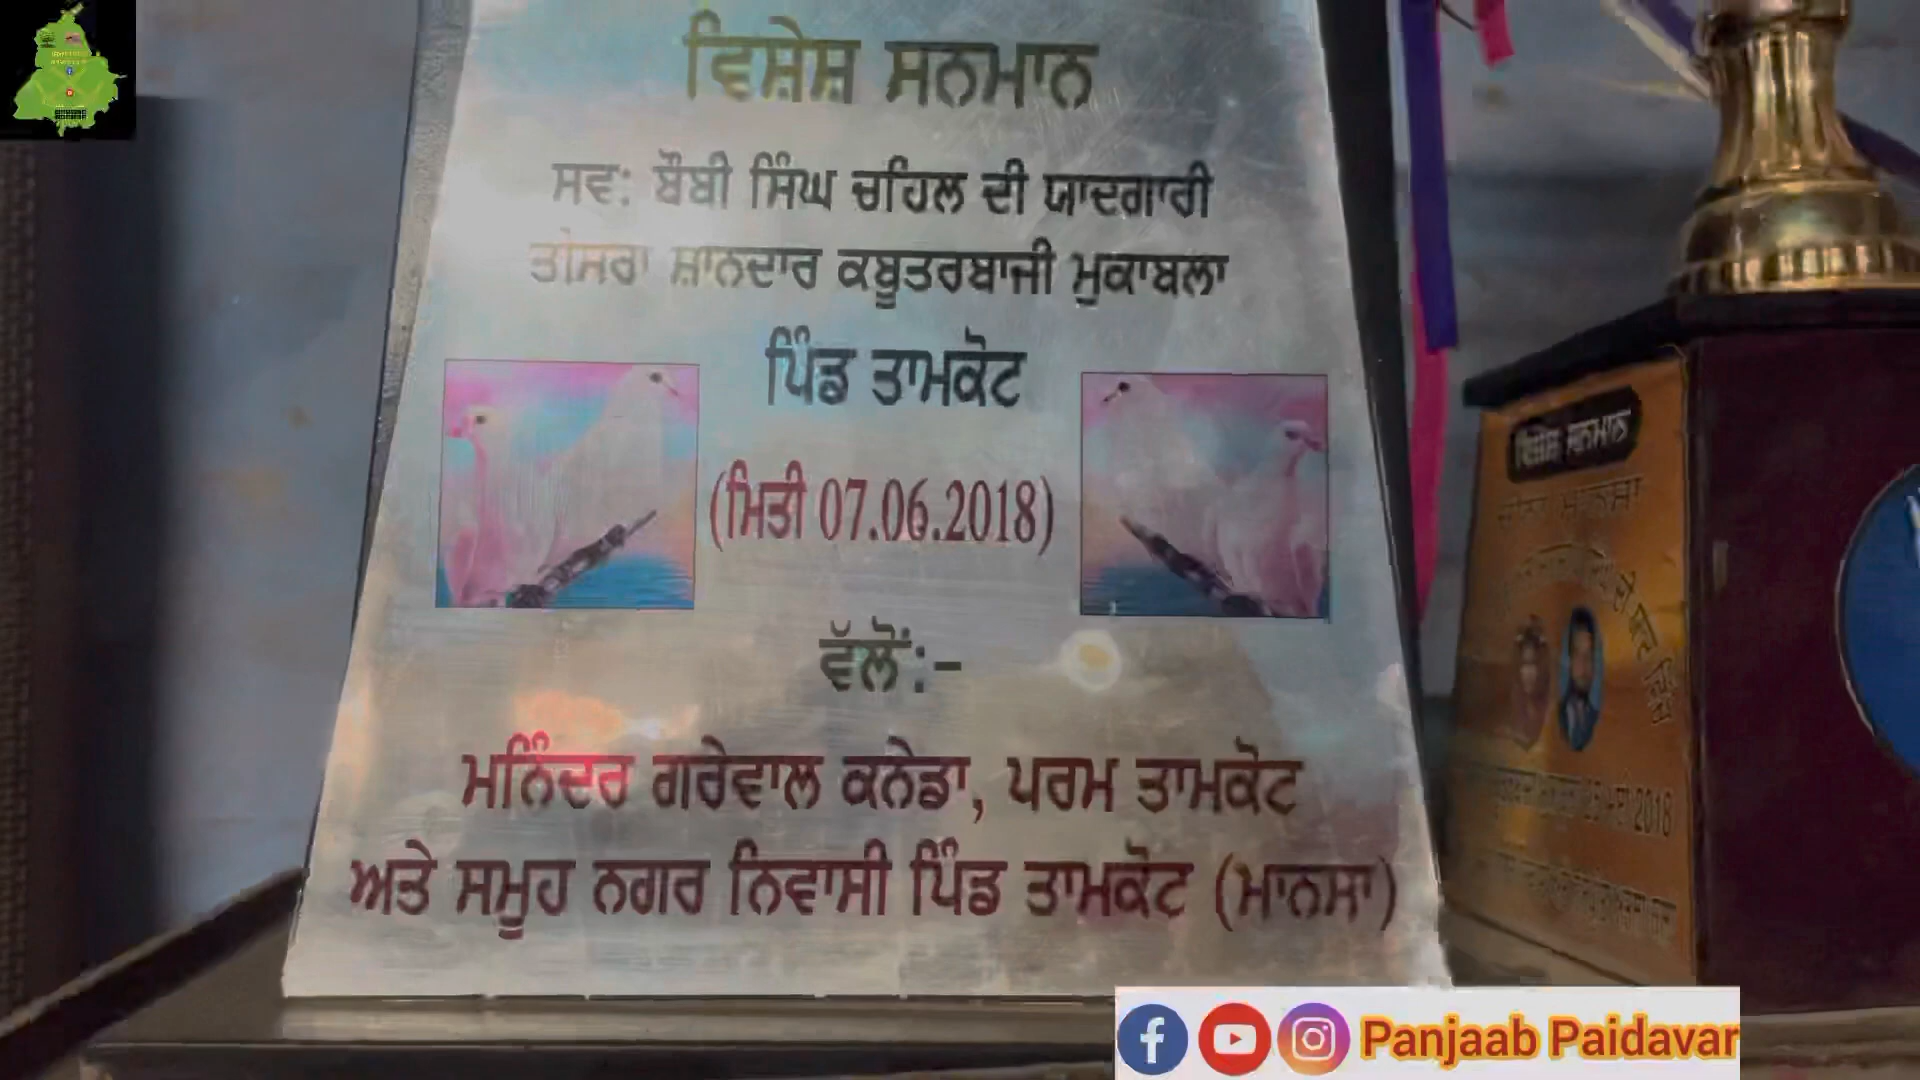 ਵਿਸ਼ੇਸ਼ ਸਨਮਾਨ
ਸਵ: ਬੌਬੀ ਸਿੰਘ ਚਹਿਲ ਦੀ ਯਾਦਗਾਰੀ
ਤੀਸਰਾ ਸ਼ਾਨਦਾਰ ਕਬੂਤਰਬਾਜੀ ਮੁਕਾਬਲਾ
ਪਿੰਡ ਤਾਮਕੋਟ
(ਮਿਤੀ 07.06.2018)
ਵੱਲੋਂ:-
ਮਨਿੰਦਰ ਗਰੇਵਾਲ ਕਨੇਡਾ, ਪਰਮ ਤਾਮਕੋਟ
ਅਤੇ ਸਮੂਹ ਨਗਰ ਨਿਵਾਸੀ ਪਿੰਡ ਤਾਮਕੋਟ (ਮਾਨਸਾ)
ਵਿਸ਼ੇਸ਼ ਸਨਮਾਨ
2018
Panjaab Paidavar